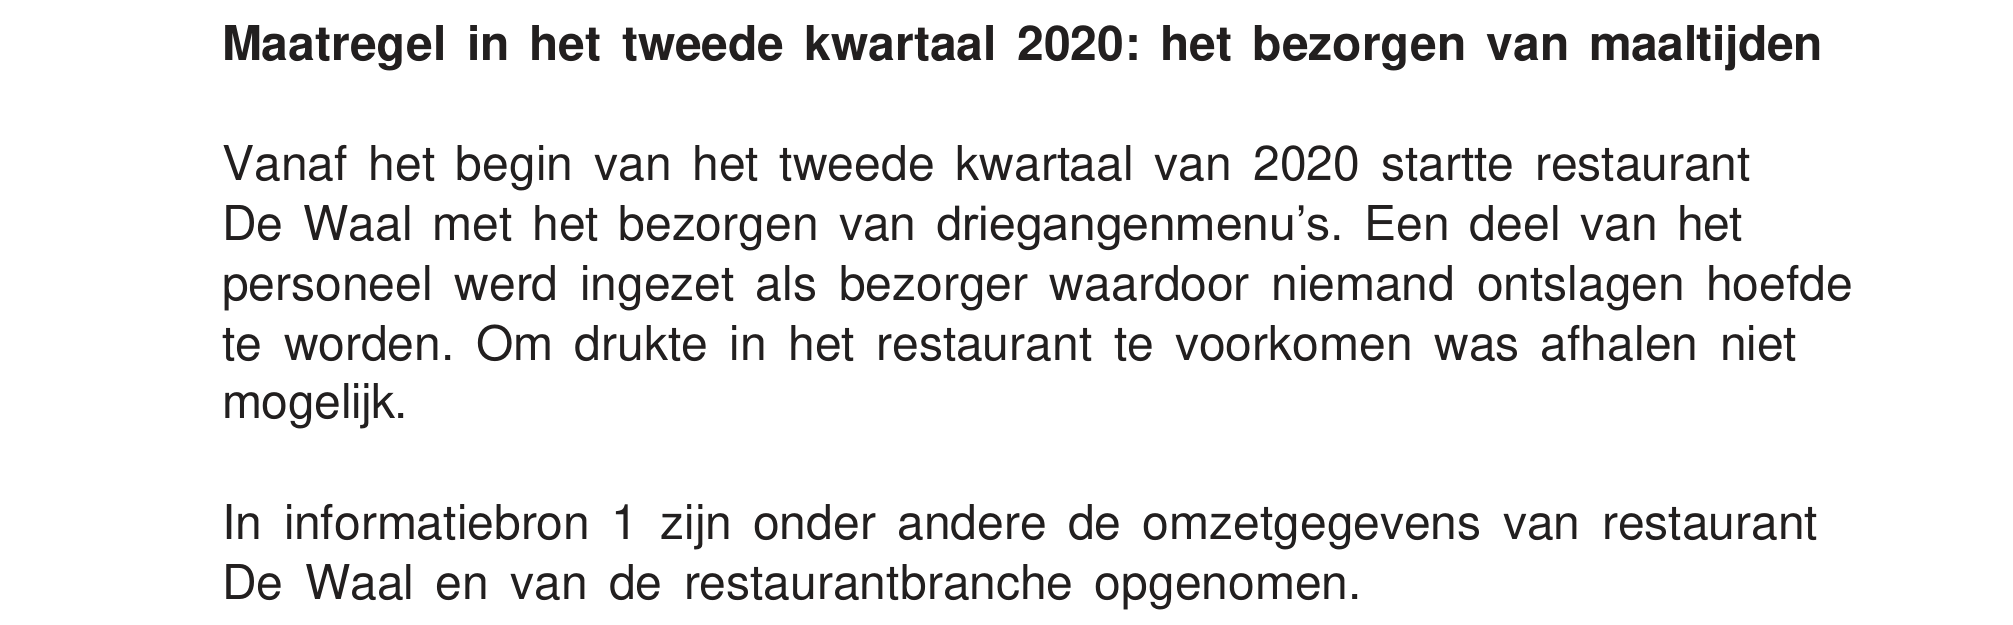 Maatregel in het tweede kwartaal 2020: het bezorgen van maaltijden
Vanaf het begin van het tweede kwartaal van 2020 startte restaurant
De Waal met het bezorgen van driegangenmenu’s. Een deel van het
personeel werd ingezet als bezorger waardoor niemand ontslagen hoefde
te worden. Om drukte in het restaurant te voorkomen was afhalen niet
mogelijk.
In informatiebron 1 zijn onder andere de omzetgegevens van restaurant
De Waal en van de restaurantbranche opgenomen.